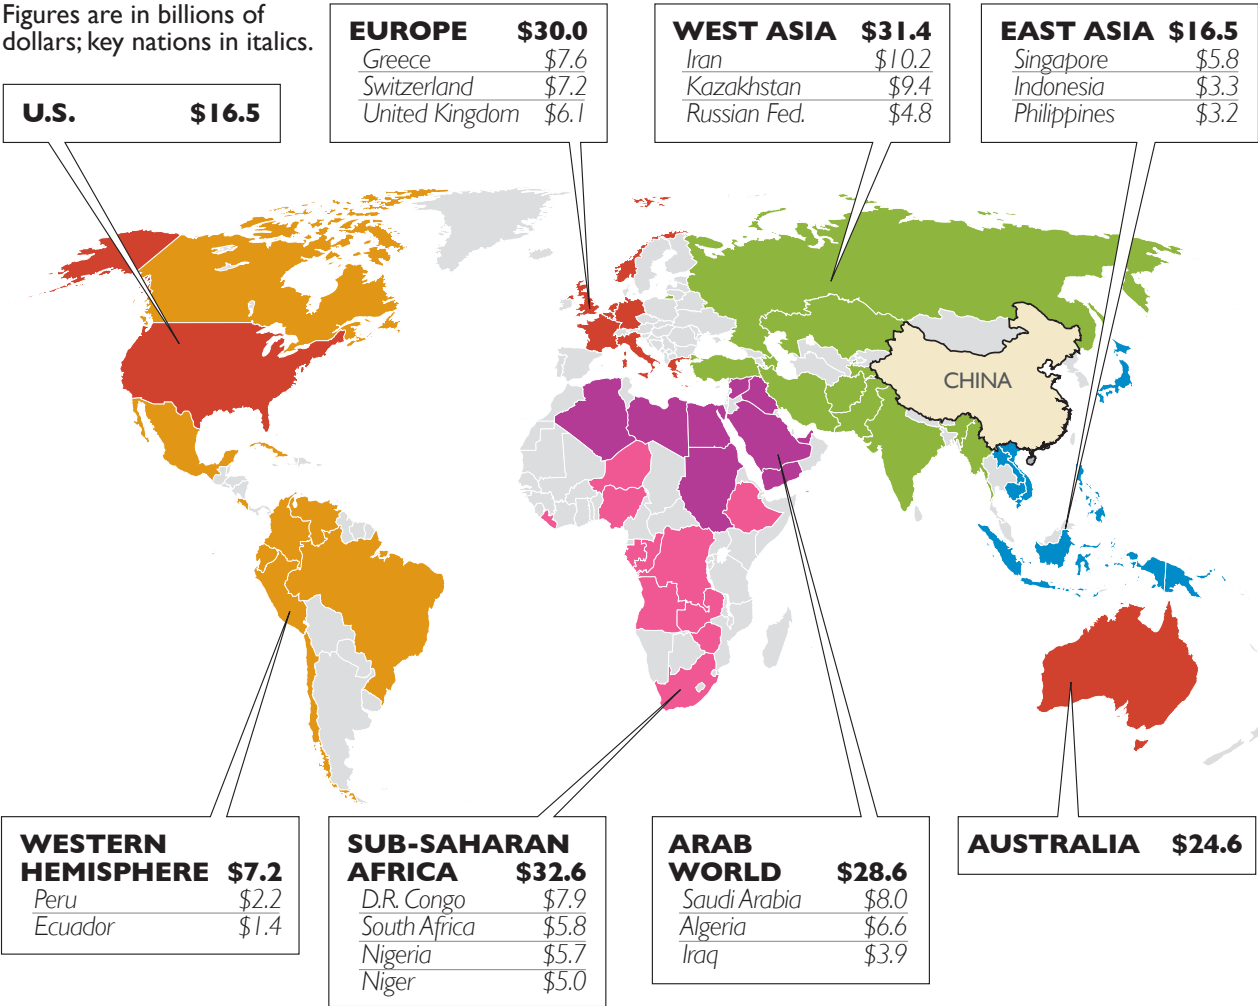 Figures are in billions of
dollars; key nations in italics.
U.S. $16.5
EUROPE $30.0
Greece $7.6
Switzerland $7.2
United Kingdom $6.1
WEST ASIA $31.4
Iran $10.2
Kazakhstan $9.4
Russian Fed. $4.8
EAST ASIA $16.5
Singapore $5.8
Indonesia $3.3
Philippines $3.2
CHINA
WESTERN
HEMISPHERE $7.2
Peru $2.2
Ecuador $1.4
SUB-SAHARAN
AFRICA $32.6
D.R. Congo $7.9
South Africa $5.8
Nigeria $5.7
Niger $5.0
ARAB
WORLD $28.6
Saudi Arabia $8.0
Algeria $6.6
Iraq $3.9
AUSTRALIA $24.6